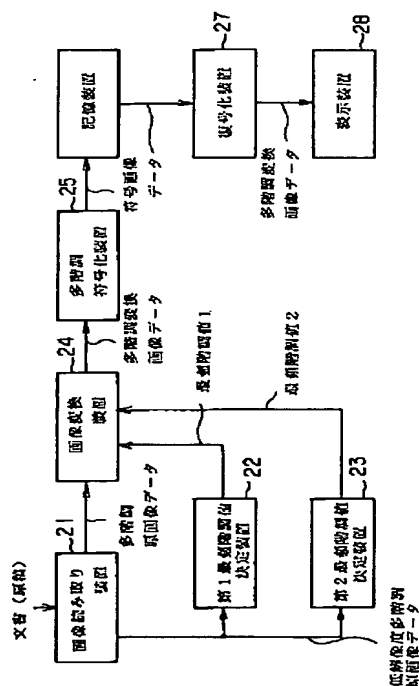 文書（原稿）
21
画像読み取り
装置
多階調
原画像データ
24
画像変換
装置
多階調変換
画像データ
25
多階調
符号化装置
符号画像
データ
記憶装置
データ
27
復号化装置
多階調変換
画像データ
28
表示装置
最頻階調値1
最頻階調値2
22
第1最頻階調値
決定装置
23
第2最頻階調値
決定装置
低解像度多階調
原画像データ